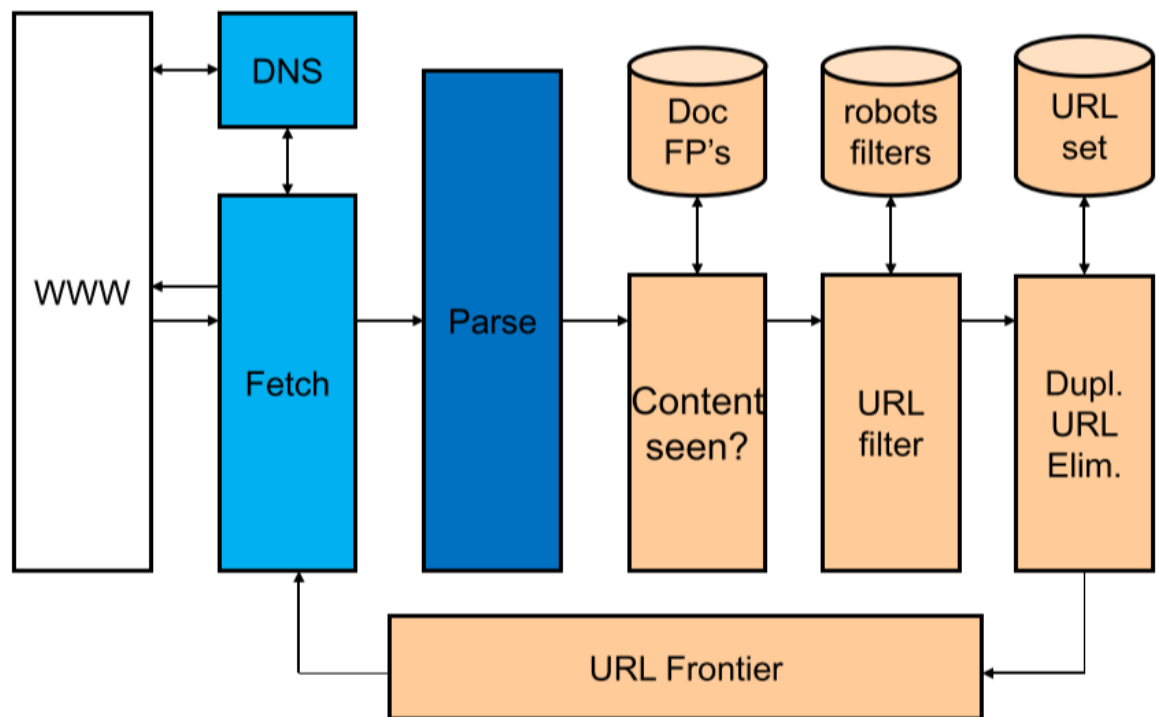 DNS
Doc
FP's
robots
filters
URL
set
WWW
Fetch
Parse
Content
seen?
URL
filter
Dupl.
URL
Elim.
URL Frontier